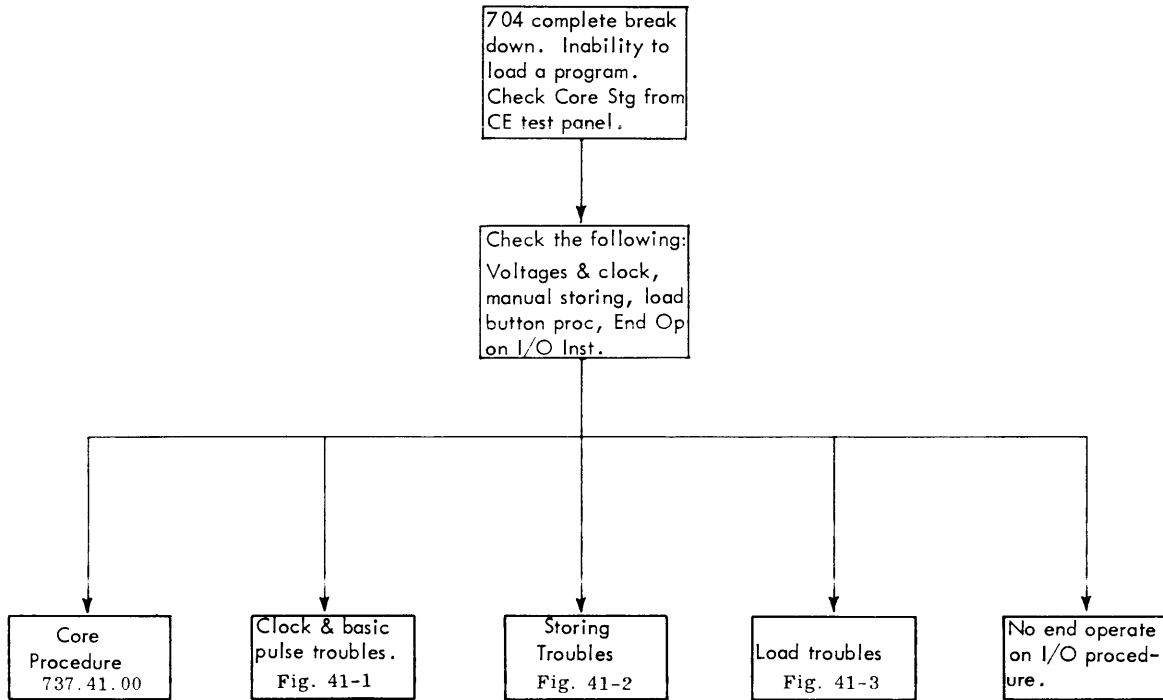 704 complete break
down. Inability to
load a program.
Check Core Stg from
CE test panel.
Check the following:
Voltages & clock,
manual storing, load
button proc, End Op
on I/O Inst.
Core
Procedure
737.41.00
Clock & basic
pulse troubles.
Fig. 41-1
Storing
Troubles
Fig. 41-2
Load troubles
Fig. 41-3
No end operate
on I/O proced-
ure.